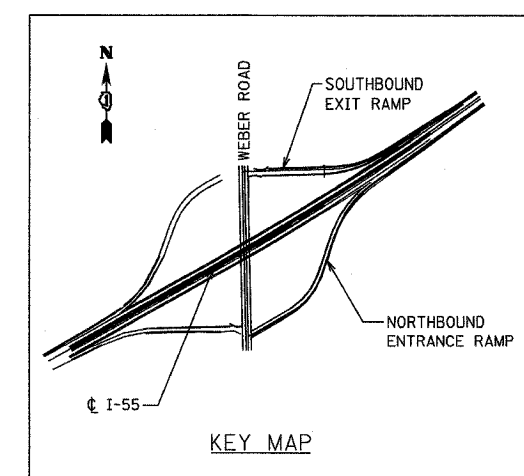 N
WEBER ROAD
SOUTHBOUND
EXIT RAMP
NORTHBOUND
ENTRANCE RAMP
℄ I-55
KEY MAP